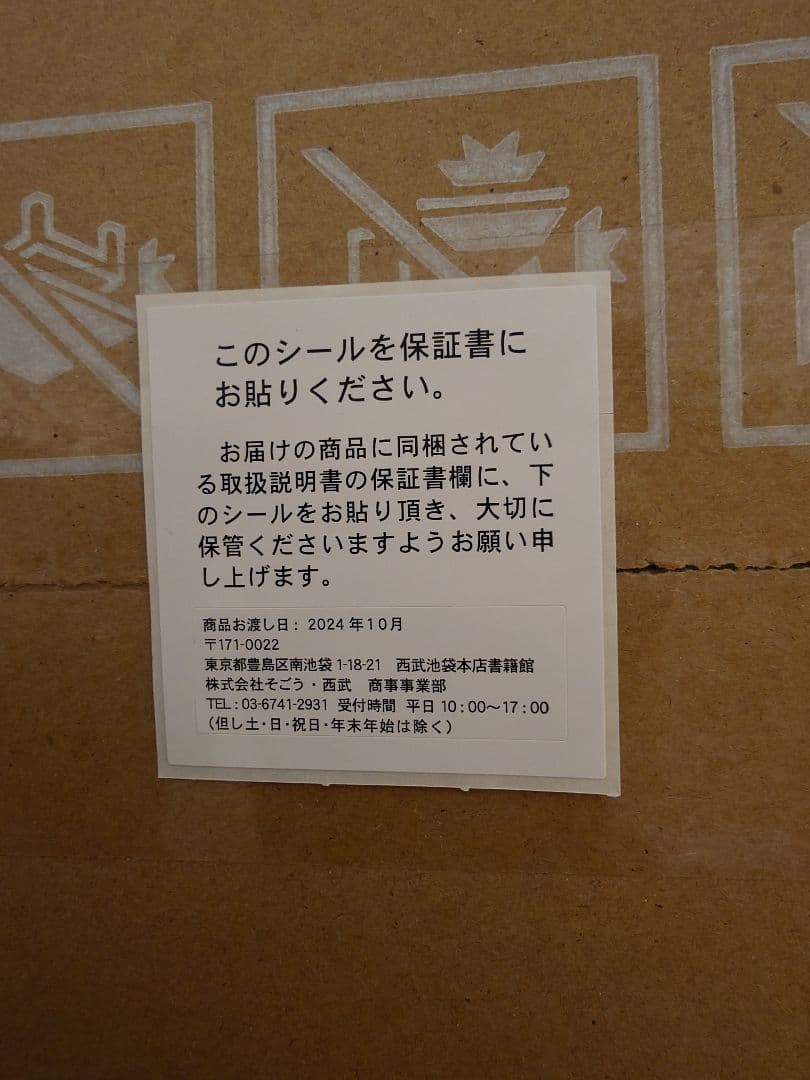 このシールを保証書に
お貼りください。
お届けの商品に同梱されてい
る取扱説明書の保証書欄に、下
のシールをお貼り頂き、大切に
保管くださいますようお願い申
し上げます。
商品お渡し日： 2024 年10月
〒171-0022
東京都豊島区南池袋 1-18-21　西武池袋本店書籍館
株式会社そごう・西武　商事事業部
TEL : 03-6741-2931 受付時間 平日 10：00～17：00
（但し土・日・祝日・年末年始は除く）